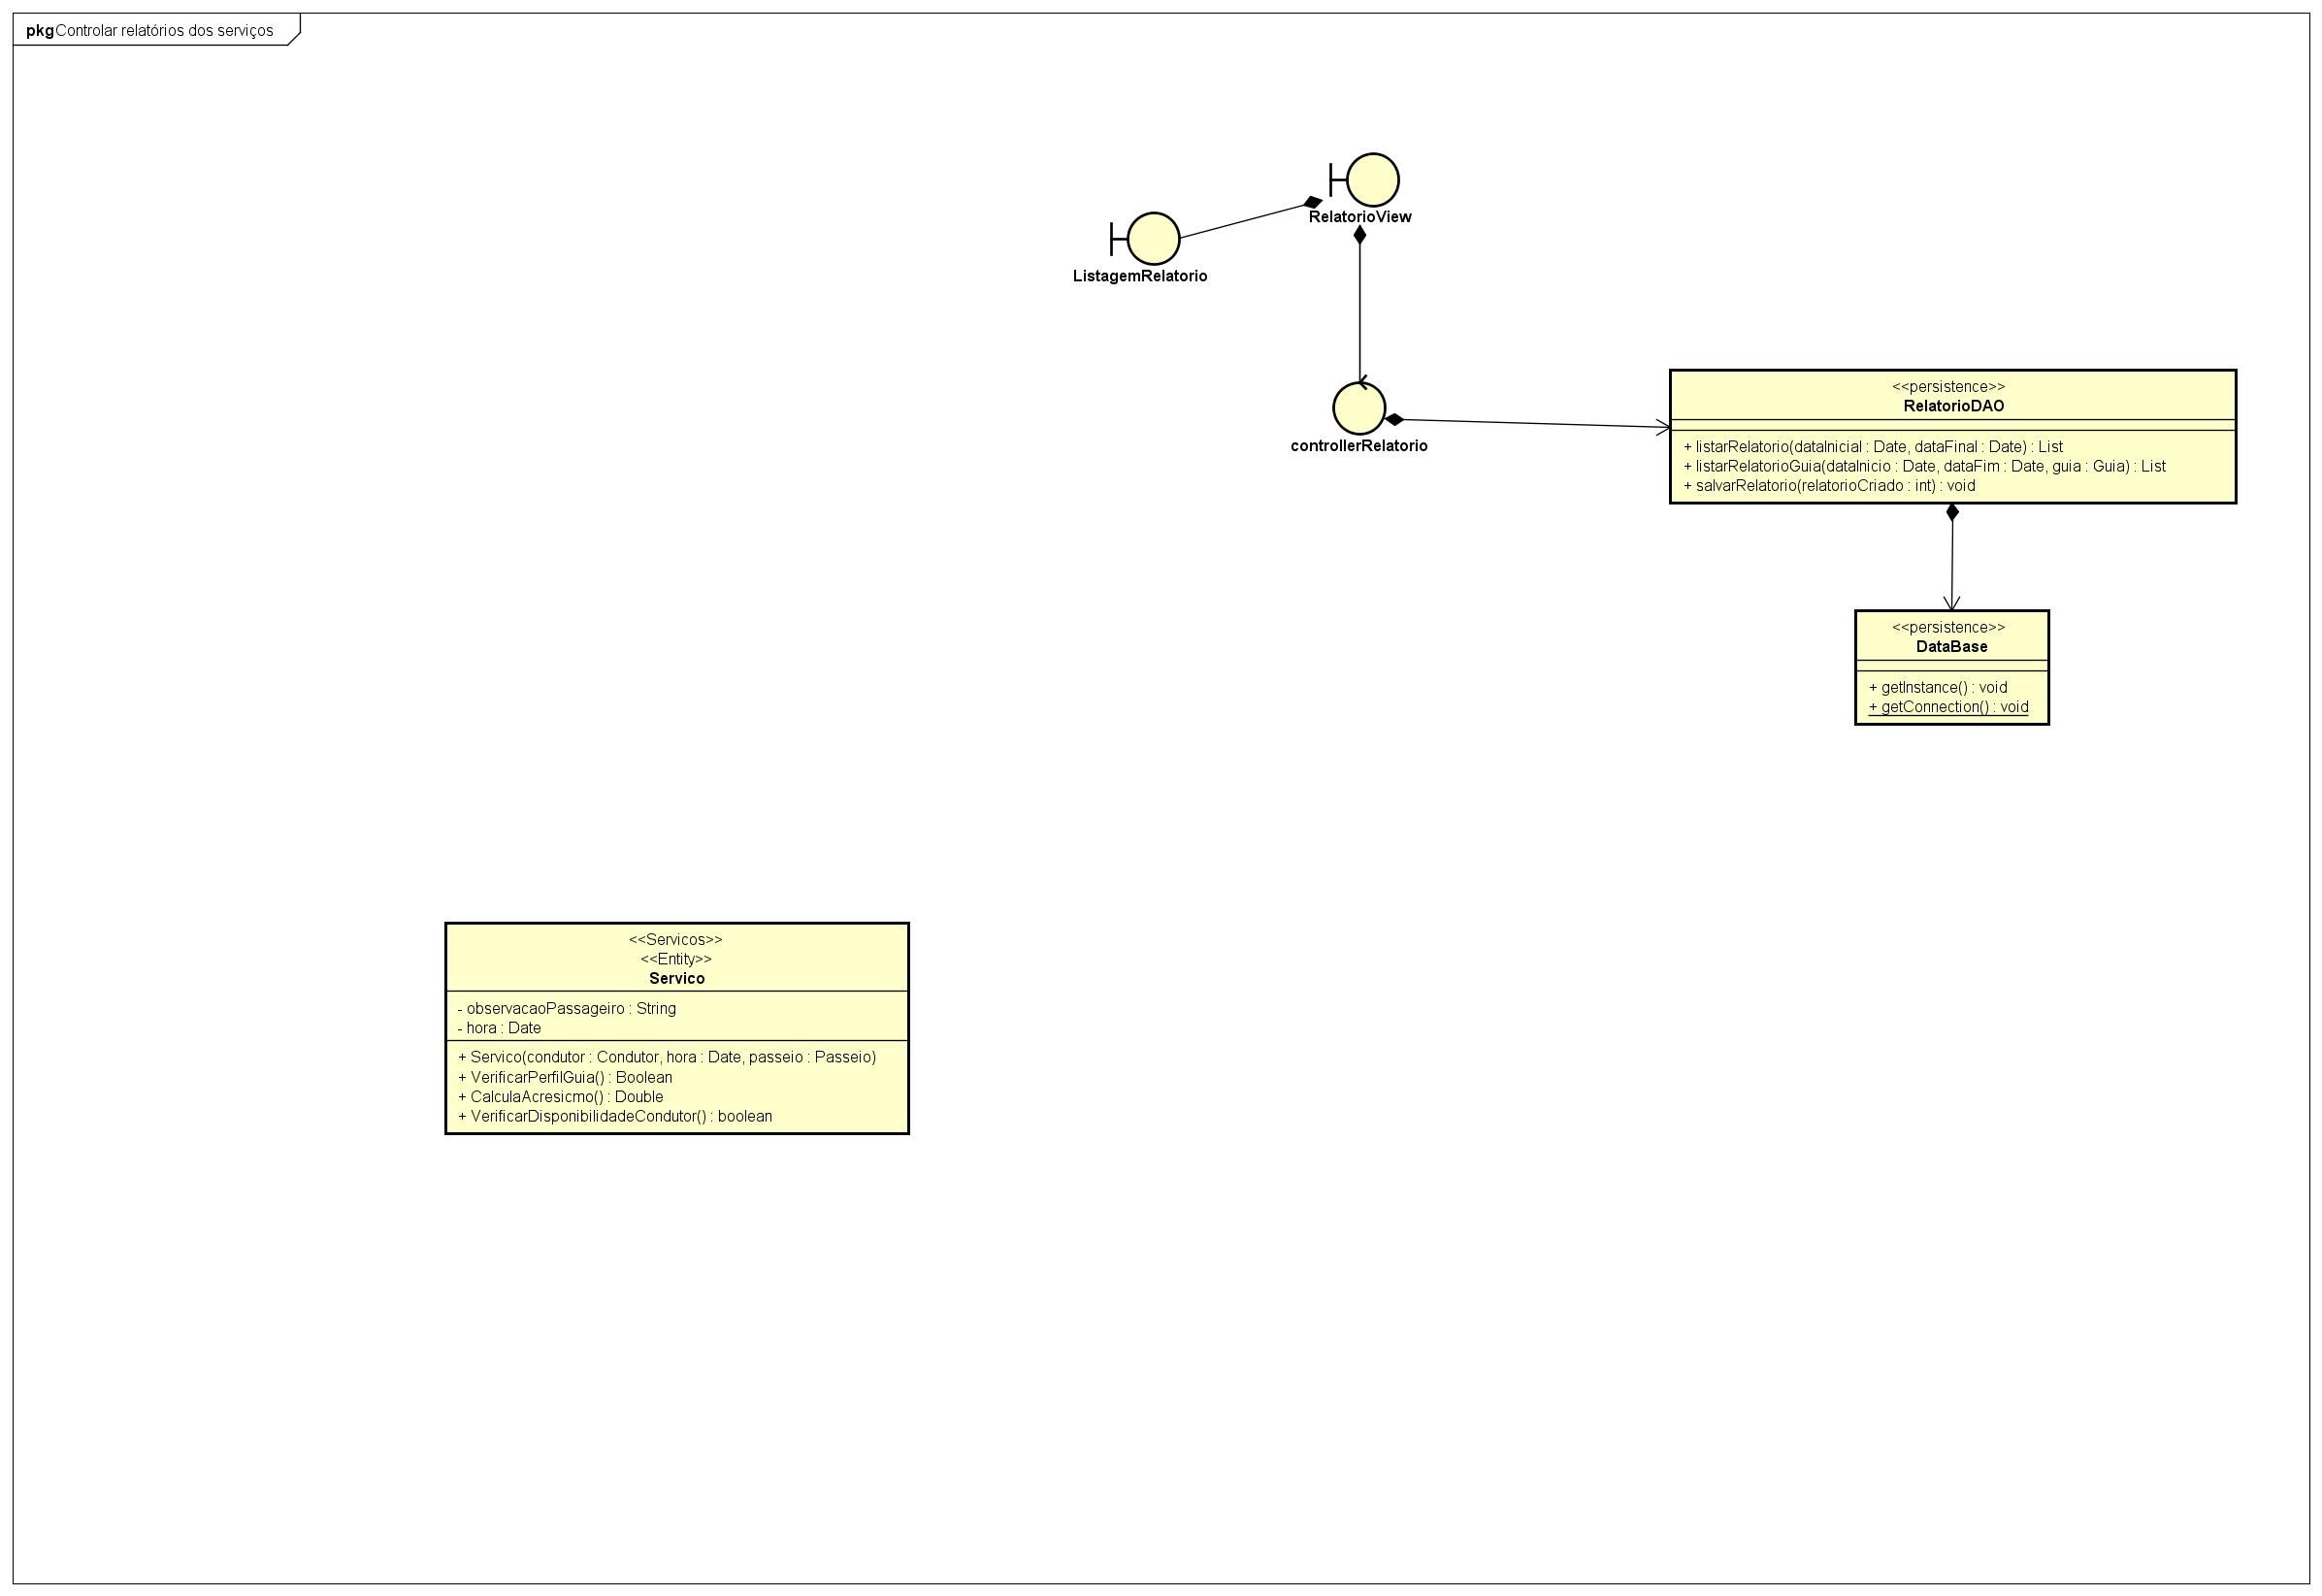 pkg Controlar relatórios dos serviços
RelatorioView
ListagemRelatorio
controllerRelatorio
<<persistence>>
RelatorioDAO
+ listarRelatorio(dataInicial : Date, dataFinal : Date) : List
+ listarRelatorioGuia(dataInicio : Date, dataFim : Date, guia : Guia) : List
+ salvarRelatorio(relatorioCriado : int) : void
<<persistence>>
DataBase
+ getInstance() : void
+ getConnection() : void
<<Servicos>>
<<Entity>>
Servico
- observacaoPassageiro : String
- hora : Date
+ Servico(condutor : Condutor, hora : Date, passeio : Passeio)
+ VerificarPerfilGuia() : Boolean
+ CalculaAcresicmo() : Double
+ VerificarDisponibilidadeCondutor() : boolean